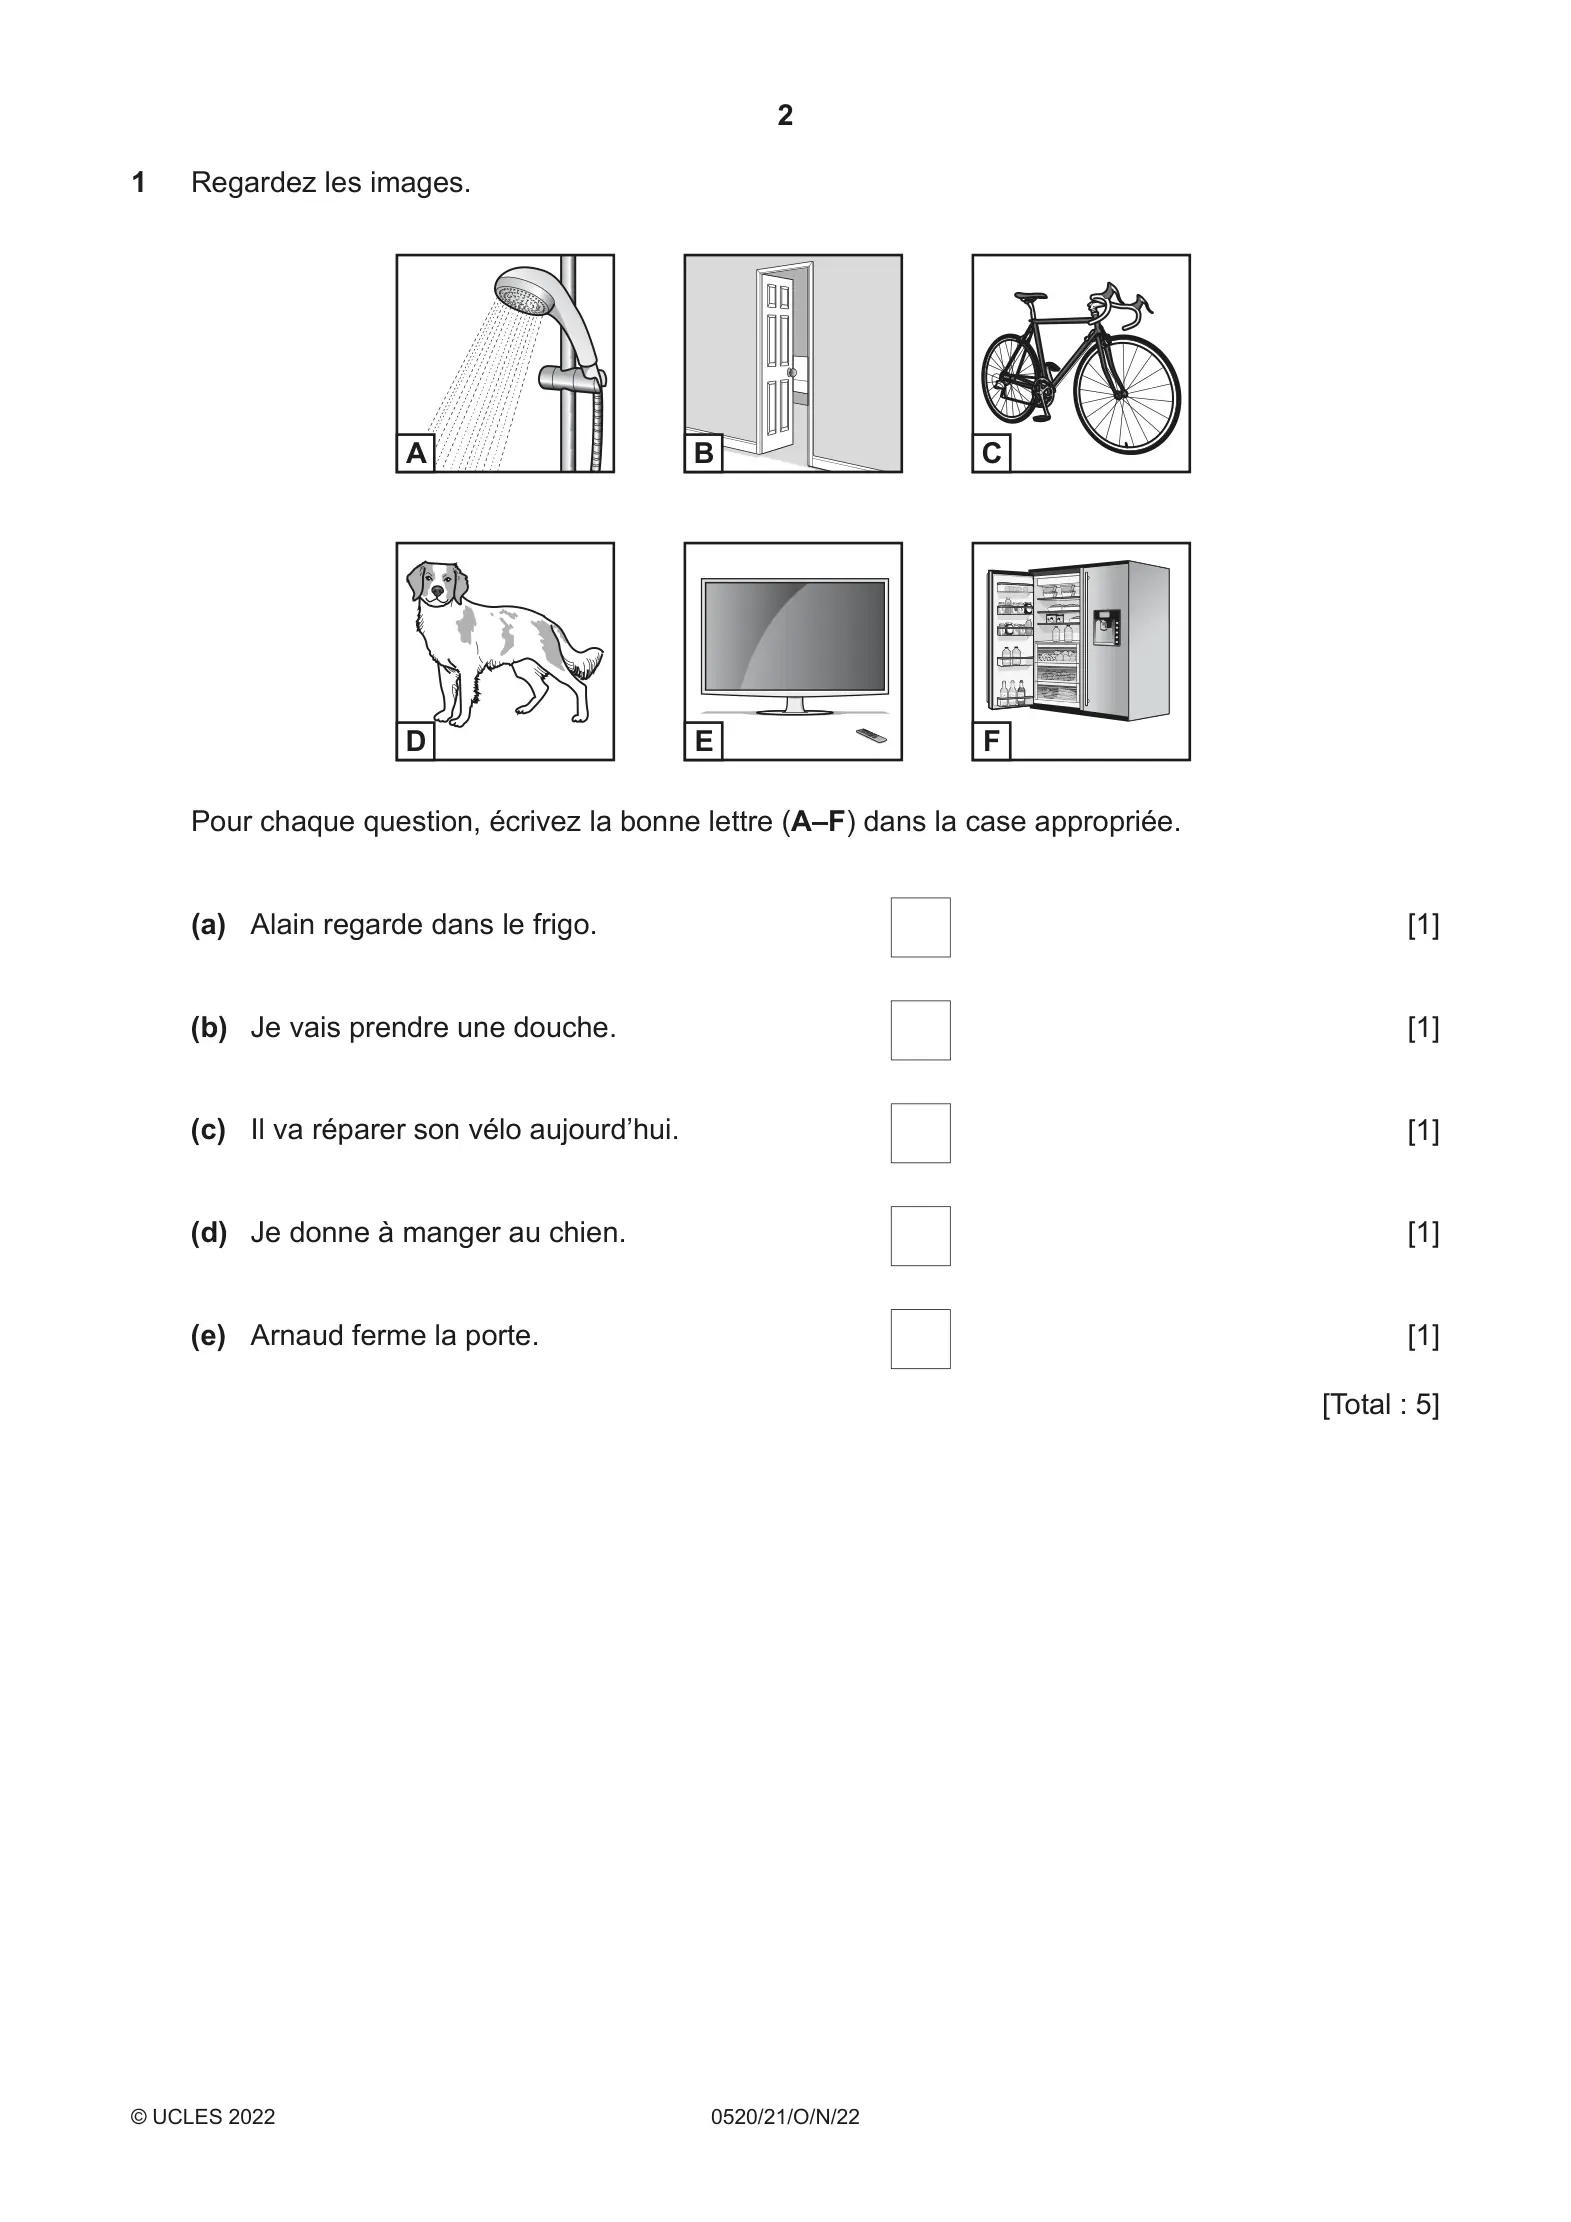 2
1 Regardez les images.
A B C
D E F
Pour chaque question, écrivez la bonne lettre (A–F) dans la case appropriée.
(a) Alain regarde dans le frigo. [1]
(b) Je vais prendre une douche. [1]
(c) Il va réparer son vélo aujourd’hui. [1]
(d) Je donne à manger au chien. [1]
(e) Arnaud ferme la porte. [1]
[Total : 5]
© UCLES 2022 0520/21/O/N/22